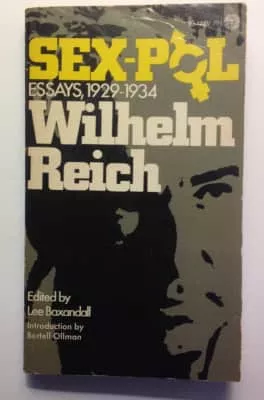 SEX-POL
ESSAYS, 1929-1934
Wilhelm
Reich
Edited by
Lee Baxandall
Introduction by
Bertell Ollman